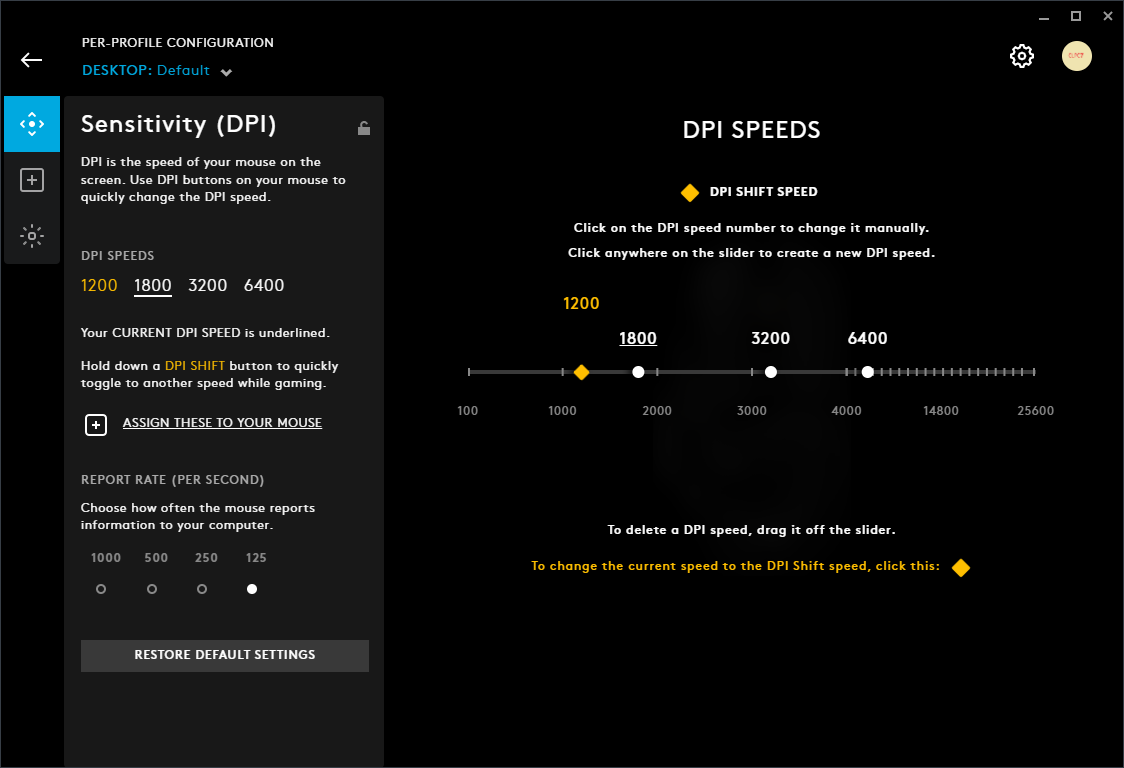 PER-PROFILE CONFIGURATION
DESKTOP: Default
Sensitivity (DPI)
DPI is the speed of your mouse on the
screen. Use DPI buttons on your mouse to
quickly change the DPI speed.
DPI SPEEDS
1200 1800 3200 6400
Your CURRENT DPI SPEED is underlined.
Hold down a DPI SHIFT button to quickly
toggle to another speed while gaming.
ASSIGN THESE TO YOUR MOUSE
REPORT RATE (PER SECOND)
Choose how often the mouse reports
information to your computer.
1000 500 250 125
RESTORE DEFAULT SETTINGS
DPI SPEEDS
DPI SHIFT SPEED
Click on the DPI speed number to change it manually.
Click anywhere on the slider to create a new DPI speed.
1200
1800 3200 6400
100 1000 2000 3000 4000 14800 25600
To delete a DPI speed, drag it off the slider.
To change the current speed to the DPI Shift speed, click this: